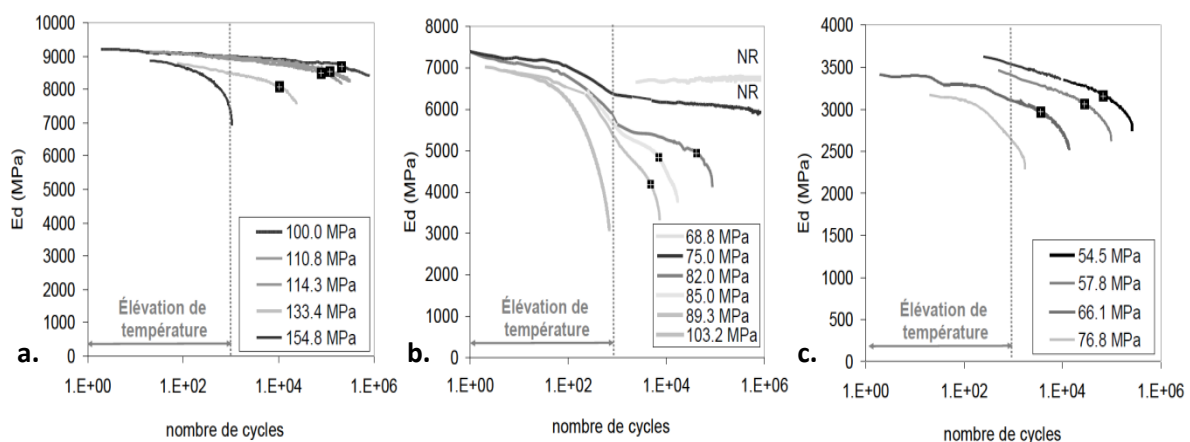 10000
9000
8000
7000
6000
5000
4000
3000
2000
1000
0
Ed (MPa)
100.0 MPa
110.8 MPa
114.3 MPa
133.4 MPa
154.8 MPa
Élévation de
température
a.
1.E+00
1.E+02
1.E+04
1.E+06
nombre de cycles
8000
7000
6000
5000
4000
3000
2000
1000
0
Ed (MPa)
NR
NR
68.8 MPa
75.0 MPa
82.0 MPa
85.0 MPa
89.3 MPa
103.2 MPa
Élévation de
température
b.
1.E+00
1.E+02
1.E+04
1.E+06
nombre de cycles
4000
3500
3000
2500
2000
1500
1000
500
0
Ed (MPa)
54.5 MPa
57.8 MPa
66.1 MPa
76.8 MPa
Élévation de
température
c.
1.E+00
1.E+02
1.E+04
1.E+06
nombre de cycles